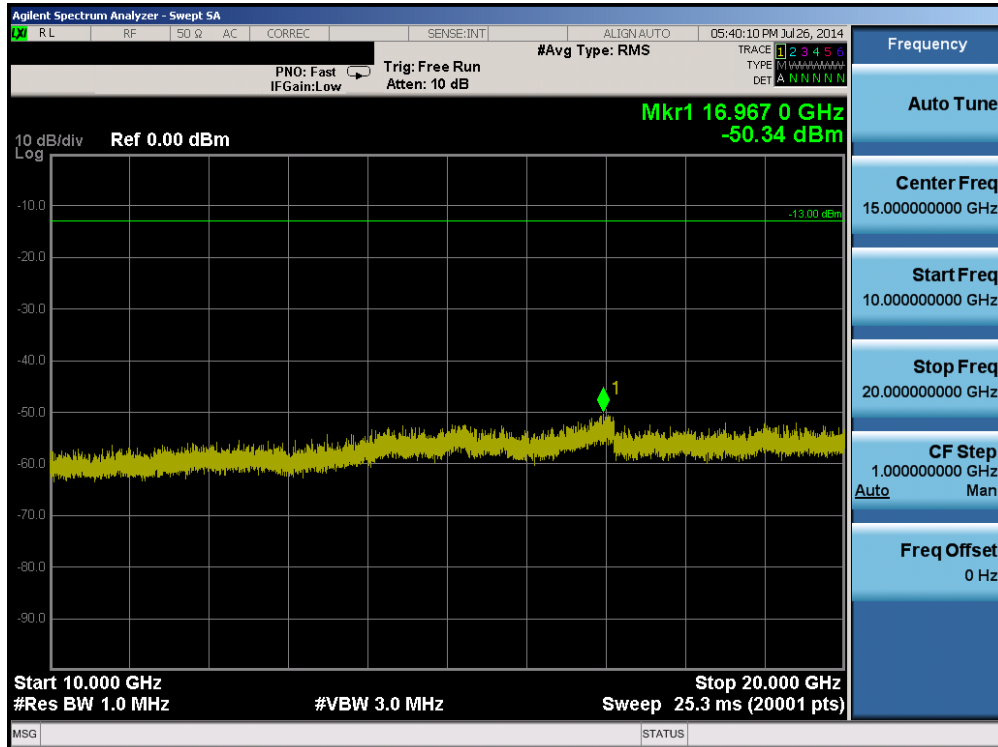 Agilent Spectrum Analyzer - Swept SA
LXI RL RF 50 Ω AC CORREC SENSE:INT ALIGN AUTO 05:40:10 PM Jul 26, 2014
#Avg Type: RMS TRACE 1 2 3 4 5 6
PNO: Fast Trig: Free Run TYPE M WWWWW
IFGain:Low Atten: 10 dB DET A N N N N N
Mkr1 16.967 0 GHz
-50.34 dBm
10 dB/div Ref 0.00 dBm
Log
-10.0
-13.00 dBm
-20.0
-30.0
-40.0
1
-50.0
-60.0
-70.0
-80.0
-90.0
Start 10.000 GHz Stop 20.000 GHz
#Res BW 1.0 MHz #VBW 3.0 MHz Sweep 25.3 ms (20001 pts)
MSG STATUS
Frequency
Auto Tune
Center Freq
15.000000000 GHz
Start Freq
10.000000000 GHz
Stop Freq
20.000000000 GHz
CF Step
1.000000000 GHz
Auto Man
Freq Offset
0 Hz